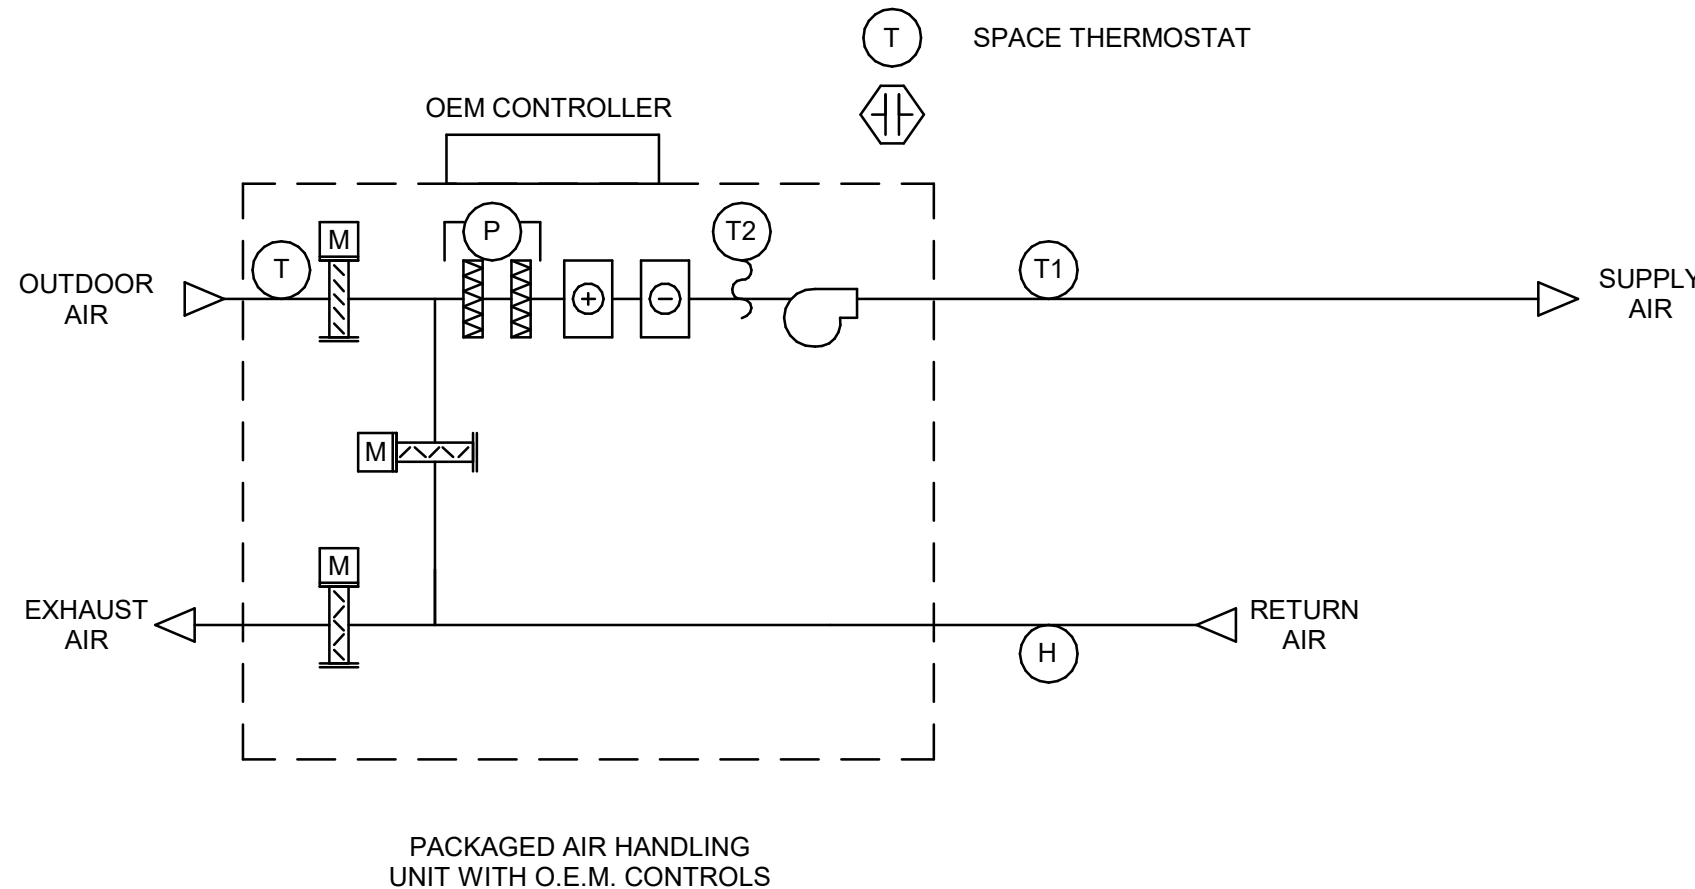 T SPACE THERMOSTAT
OEM CONTROLLER
M
P
T2
T
T1
OUTDOOR
AIR
+
−
SUPPLY
AIR
M
M
EXHAUST
AIR
RETURN
AIR
H
PACKAGED AIR HANDLING
UNIT WITH O.E.M. CONTROLS